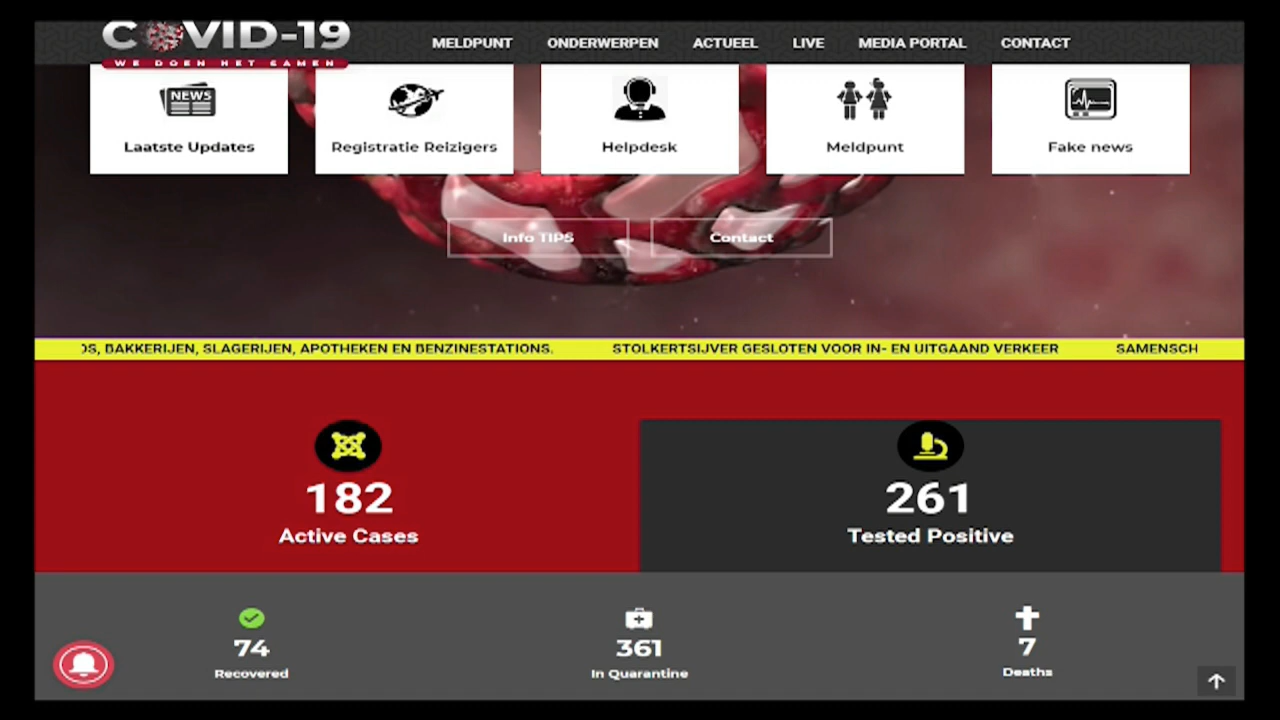 COVID-19
WE DOEN HET SAMEN
MELDPUNT ONDERWERPEN ACTUEEL LIVE MEDIA PORTAL CONTACT
NEWS
Laatste Updates
Registratie Reizigers
Helpdesk
Meldpunt
Fake news
Info TIPS
Contact
S, BAKKERIJEN, SLAGERIJEN, APOTHEKEN EN BENZINESTATIONS. STOLKERTSIJVER GESLOTEN VOOR IN- EN UITGAAND VERKEER SAMENSCH
182
Active Cases
261
Tested Positive
74
Recovered
361
In Quarantine
7
Deaths